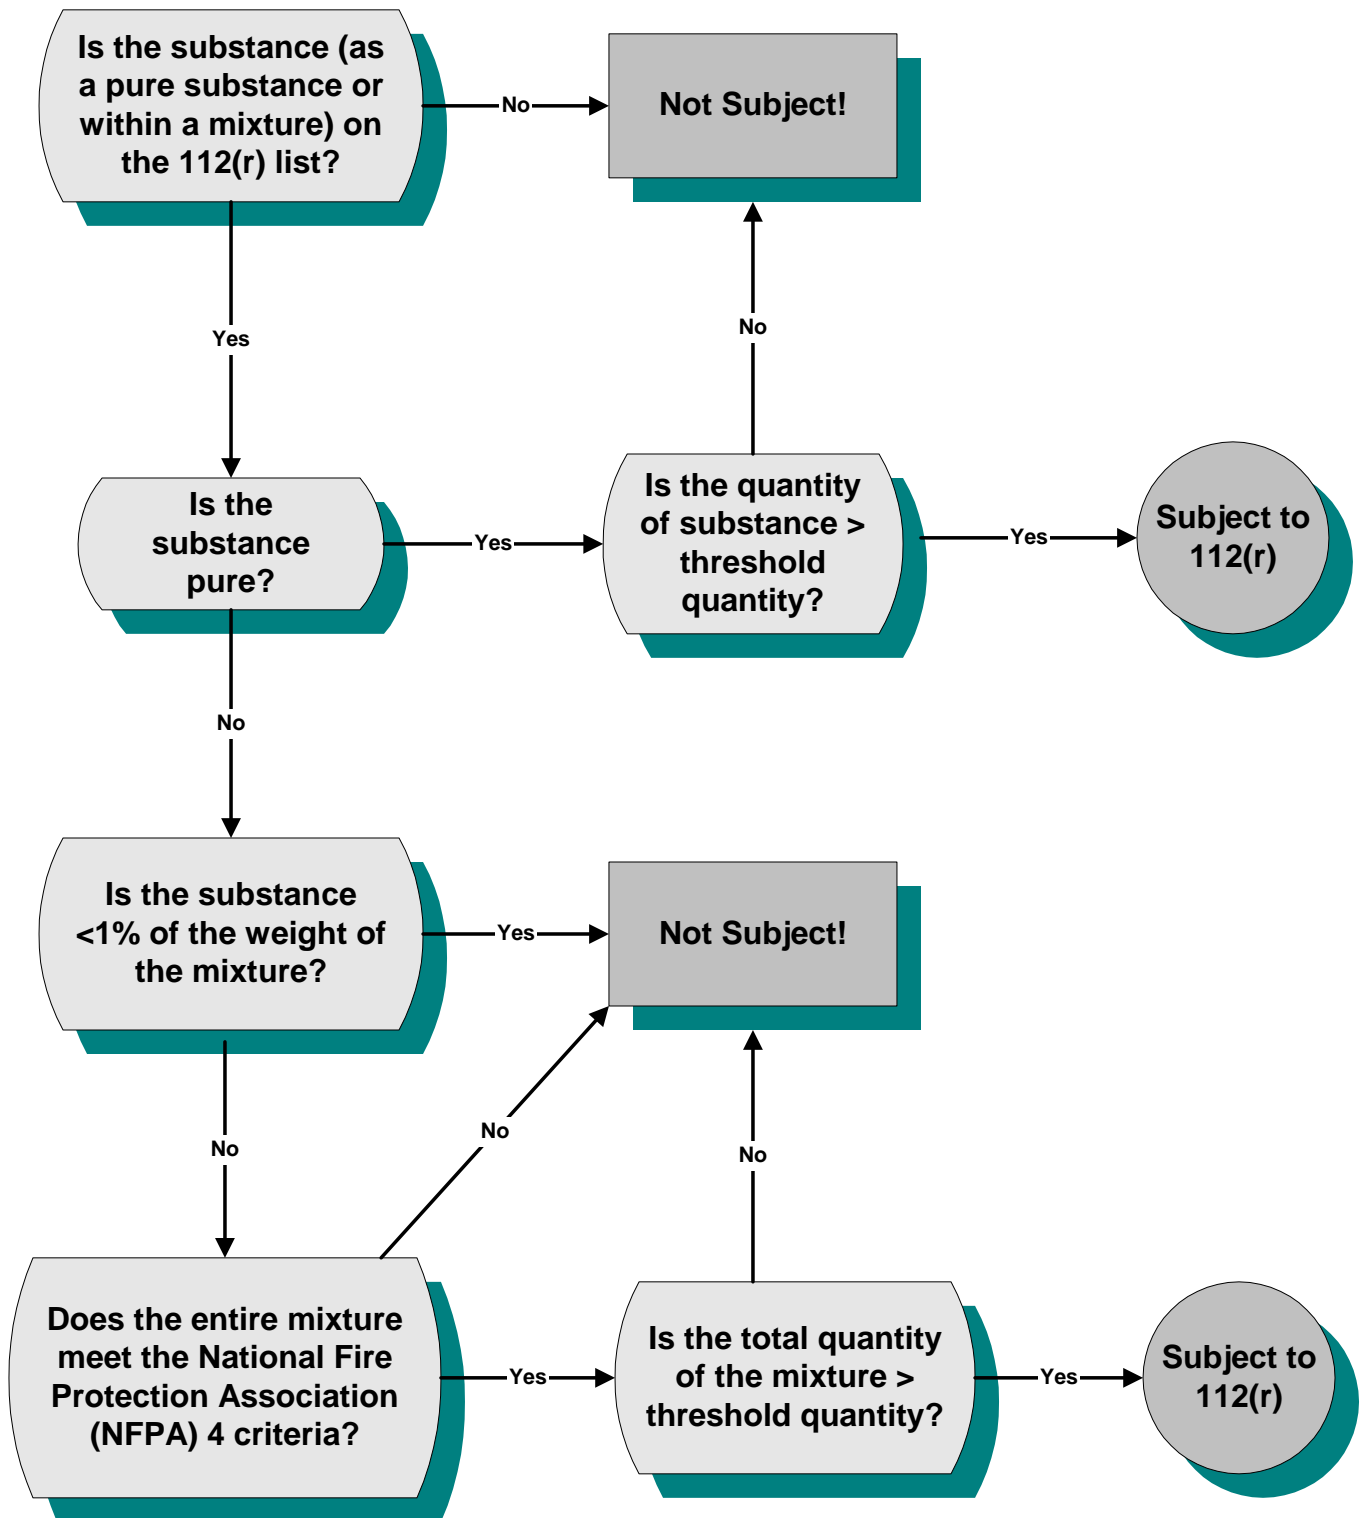 Is the substance (as
a pure substance or
within a mixture) on
the 112(r) list?
No
Not Subject!
Yes
No
Is the
substance
pure?
Yes
Is the quantity
of substance >
threshold
quantity?
Yes
Subject to
112(r)
No
Is the substance
<1% of the weight of
the mixture?
Yes
Not Subject!
No
No
No
Does the entire mixture
meet the National Fire
Protection Association
(NFPA) 4 criteria?
Yes
Is the total quantity
of the mixture >
threshold quantity?
Yes
Subject to
112(r)